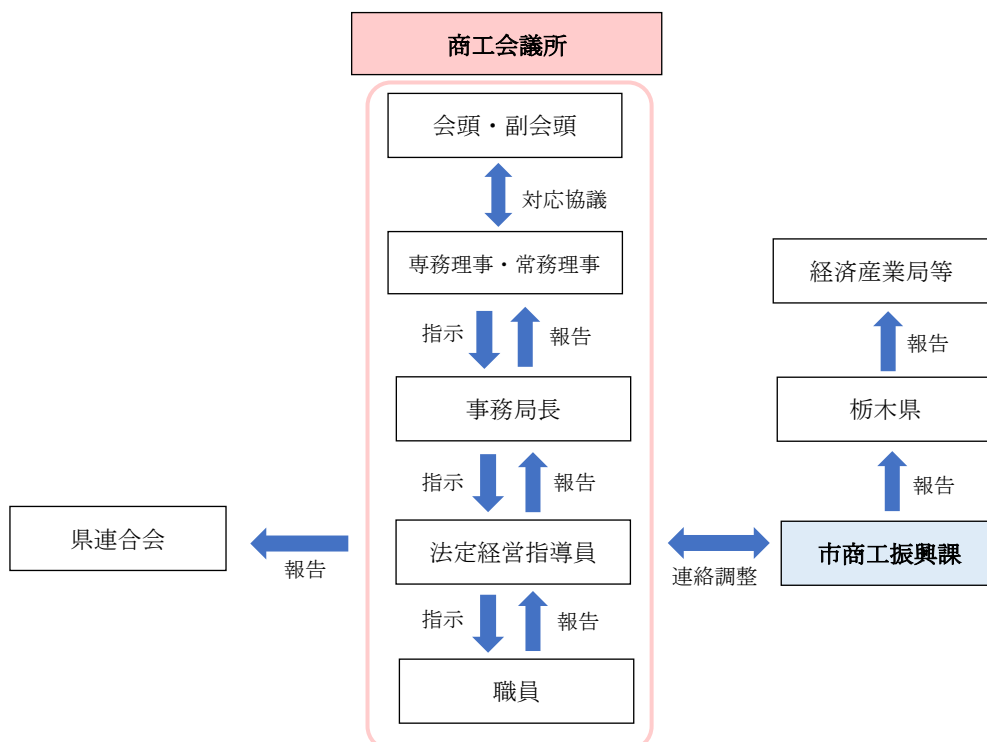 商工会議所
会頭・副会頭
対応協議
専務理事・常務理事
経済産業局等
指示
報告
報告
事務局長
栃木県
指示
報告
報告
県連合会
法定経営指導員
市商工振興課
報告
連絡調整
指示
報告
職員